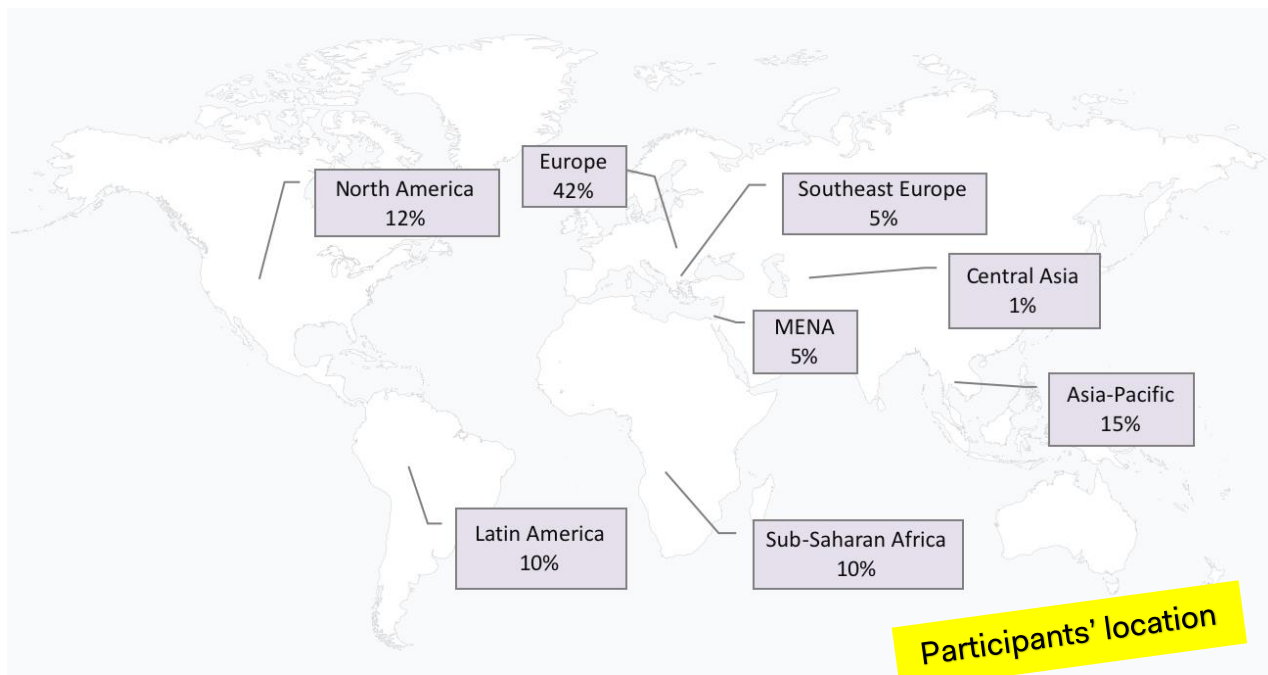 Europe
42%
North America
12%
Southeast Europe
5%
Central Asia
1%
MENA
5%
Asia-Pacific
15%
Latin America
10%
Sub-Saharan Africa
10%
Participants’ location